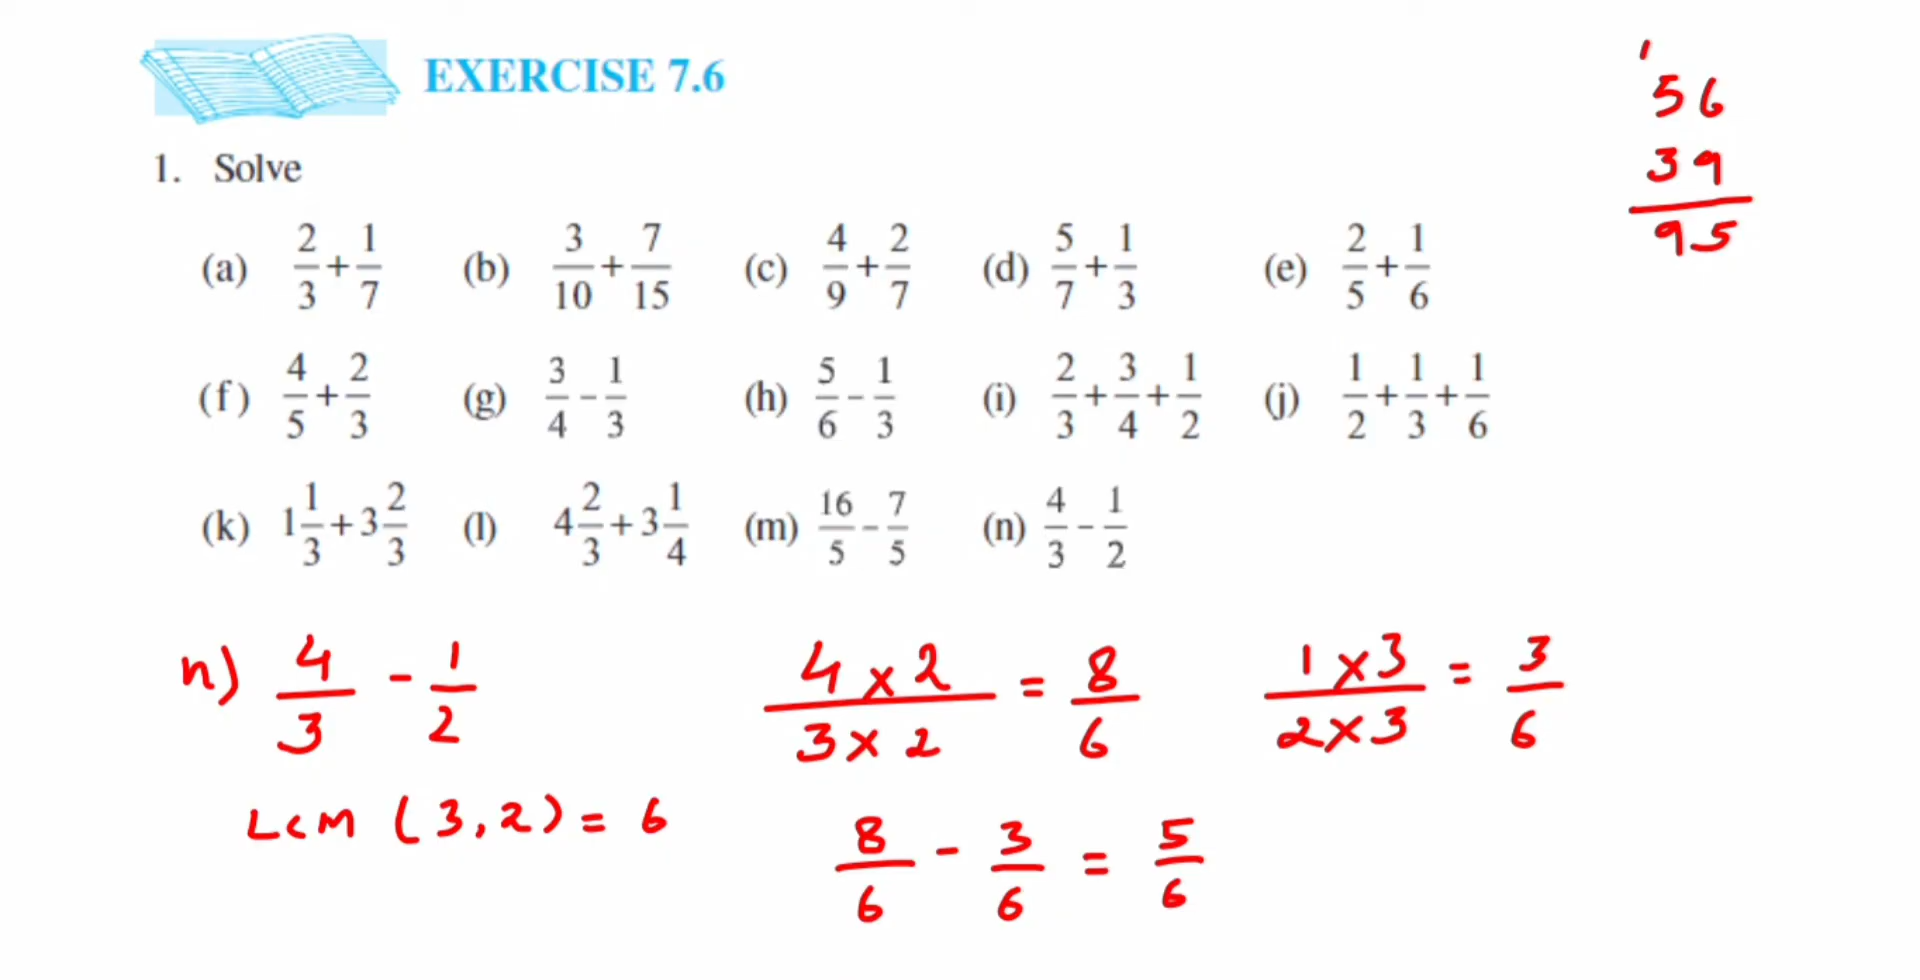 EXERCISE 7.6
1. Solve
(a) 2/3 + 1/7 (b) 3/10 + 7/15 (c) 4/9 + 2/7 (d) 5/7 + 1/3 (e) 2/5 + 1/6
(f) 4/5 + 2/3 (g) 3/4 − 1/3 (h) 5/6 − 1/3 (i) 2/3 + 3/4 + 1/2 (j) 1/2 + 1/3 + 1/6
(k) 1 1/3 + 3 2/3 (l) 4 2/3 + 3 1/4 (m) 16/5 − 7/5 (n) 4/3 − 1/2
1
56
39
95
n) 4/3 - 1/2
LCM (3,2) = 6
4 x 2 / 3 x 2 = 8/6
1 x 3 / 2 x 3 = 3/6
8/6 - 3/6 = 5/6